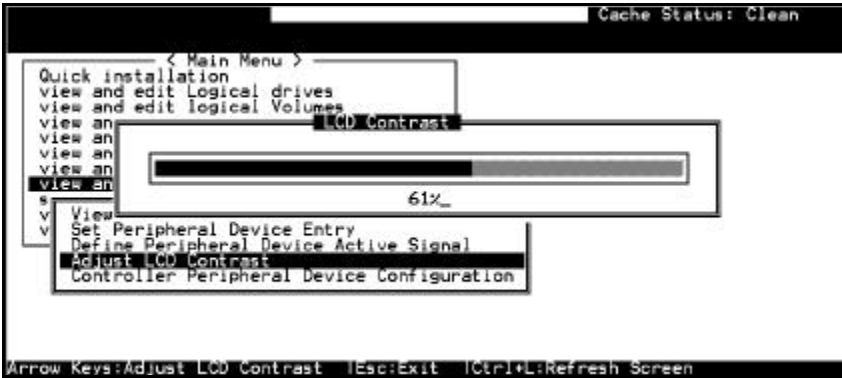 Cache Status: Clean
< Main Menu >
Quick installation
view and edit Logical drives
view and edit logical Volumes
view an
view an
view an
view an
view an
s
v
v
LCD Contrast
61%_
View
Set Peripheral Device Entry
Define Peripheral Device Active Signal
Adjust LCD Contrast
Controller Peripheral Device Configuration
Arrow Keys:Adjust LCD Contrast |Esc:Exit |Ctrl+L:Refresh Screen